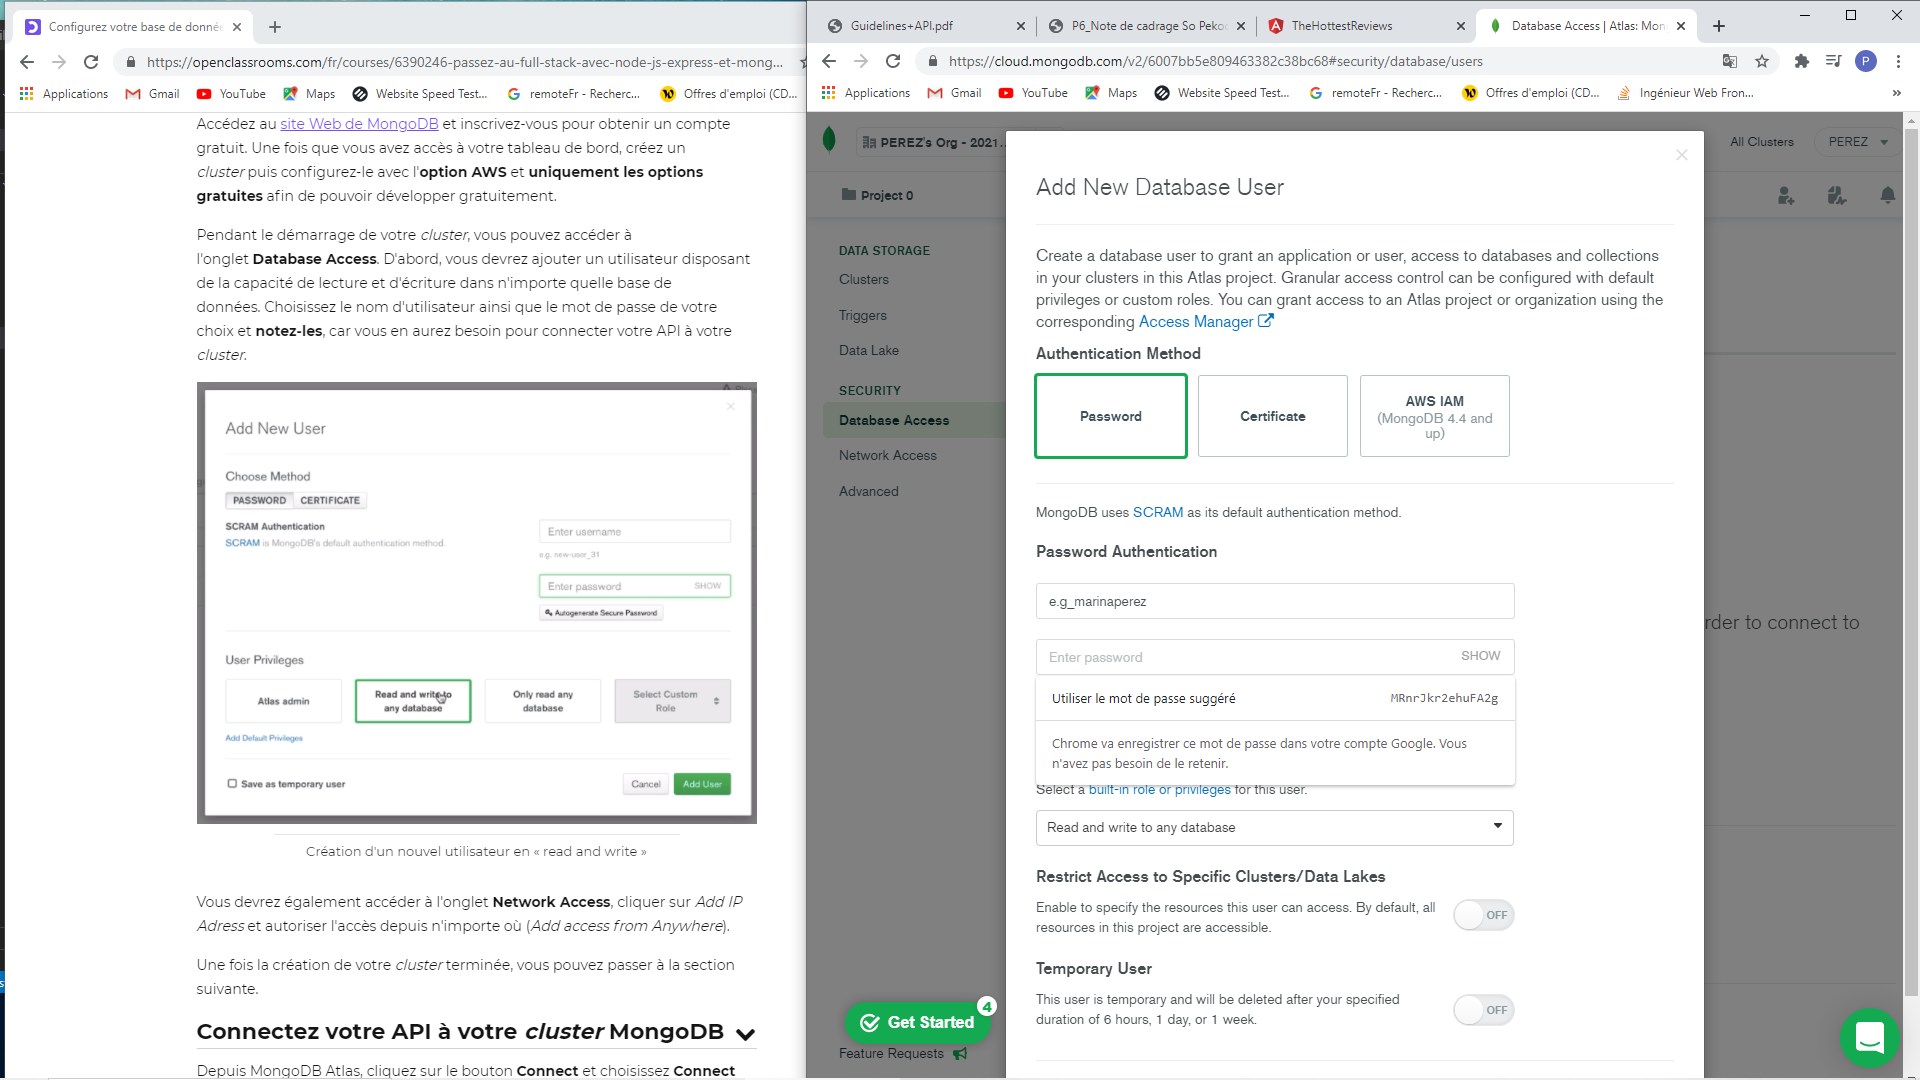 Configurez votre base de donnée
https://openclassrooms.com/fr/courses/6390246-passez-au-full-stack-avec-node-js-express-et-mong...
Applications
Gmail
YouTube
Maps
Website Speed Test...
remoteFr - Recherc...
Offres d'emploi (CD...
Accédez au site Web de MongoDB et inscrivez-vous pour obtenir un compte
gratuit. Une fois que vous avez accès à votre tableau de bord, créez un
cluster puis configurez-le avec l'option AWS et uniquement les options
gratuites afin de pouvoir développer gratuitement.
Pendant le démarrage de votre cluster, vous pouvez accéder à
l'onglet Database Access. D'abord, vous devrez ajouter un utilisateur disposant
de la capacité de lecture et d'écriture dans n'importe quelle base de
données. Choisissez le nom d'utilisateur ainsi que le mot de passe de votre
choix et notez-les, car vous en aurez besoin pour connecter votre API à votre
cluster.
Add New User
Choose Method
PASSWORD CERTIFICATE
SCRAM Authentication
SCRAM is MongoDB's default authentication method.
Enter username
e.g. new-user_31
Enter password SHOW
Autogenerate Secure Password
User Privileges
Atlas admin
Read and write to
any database
Only read any
database
Select Custom
Role
Add Default Privileges
Save as temporary user
Cancel
Add User
Création d'un nouvel utilisateur en « read and write »
Vous devrez également accéder à l'onglet Network Access, cliquer sur Add IP
Adress et autoriser l'accès depuis n'importe où (Add access from Anywhere).
Une fois la création de votre cluster terminée, vous pouvez passer à la section
suivante.
Connectez votre API à votre cluster MongoDB
Depuis MongoDB Atlas, cliquez sur le bouton Connect et choisissez Connect
Guidelines+API.pdf
P6_Note de cadrage So Peko
TheHottestReviews
Database Access | Atlas: Mon
https://cloud.mongodb.com/v2/6007bb5e809463382c38bc68#security/database/users
P
Applications
Gmail
YouTube
Maps
Website Speed Test...
remoteFr - Recherc...
Offres d'emploi (CD...
Ingénieur Web Fron...
»
PEREZ's Org - 2021...
All Clusters
PEREZ
Project 0
DATA STORAGE
Clusters
Triggers
Data Lake
SECURITY
Database Access
Network Access
Advanced
Get Started
4
Feature Requests
rder to connect to
Add New Database User
Create a database user to grant an application or user, access to databases and collections
in your clusters in this Atlas project. Granular access control can be configured with default
privileges or custom roles. You can grant access to an Atlas project or organization using the
corresponding Access Manager
Authentication Method
Password
Certificate
AWS IAM
(MongoDB 4.4 and
up)
MongoDB uses SCRAM as its default authentication method.
Password Authentication
e.g_marinaperez
Enter password SHOW
Utiliser le mot de passe suggéré MRnrJkr2ehuFA2g
Chrome va enregistrer ce mot de passe dans votre compte Google. Vous
n'avez pas besoin de le retenir.
Select a built-in role or privileges for this user.
Read and write to any database
Restrict Access to Specific Clusters/Data Lakes
Enable to specify the resources this user can access. By default, all
resources in this project are accessible.
OFF
Temporary User
This user is temporary and will be deleted after your specified
duration of 6 hours, 1 day, or 1 week.
OFF